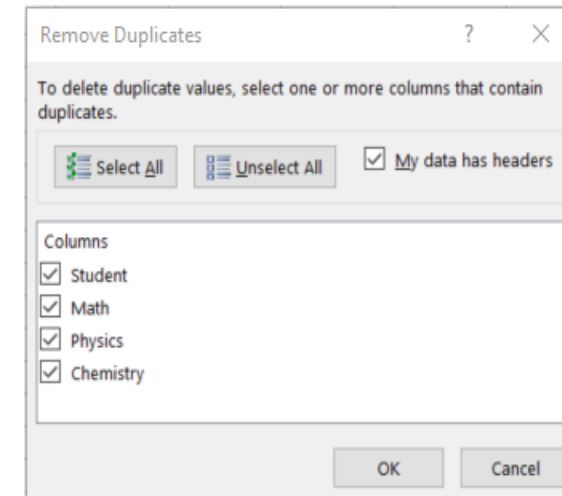 Remove Duplicates ?
To delete duplicate values, select one or more columns that contain
duplicates.
Select All Unselect All My data has headers
Columns
Student
Math
Physics
Chemistry
OK Cancel